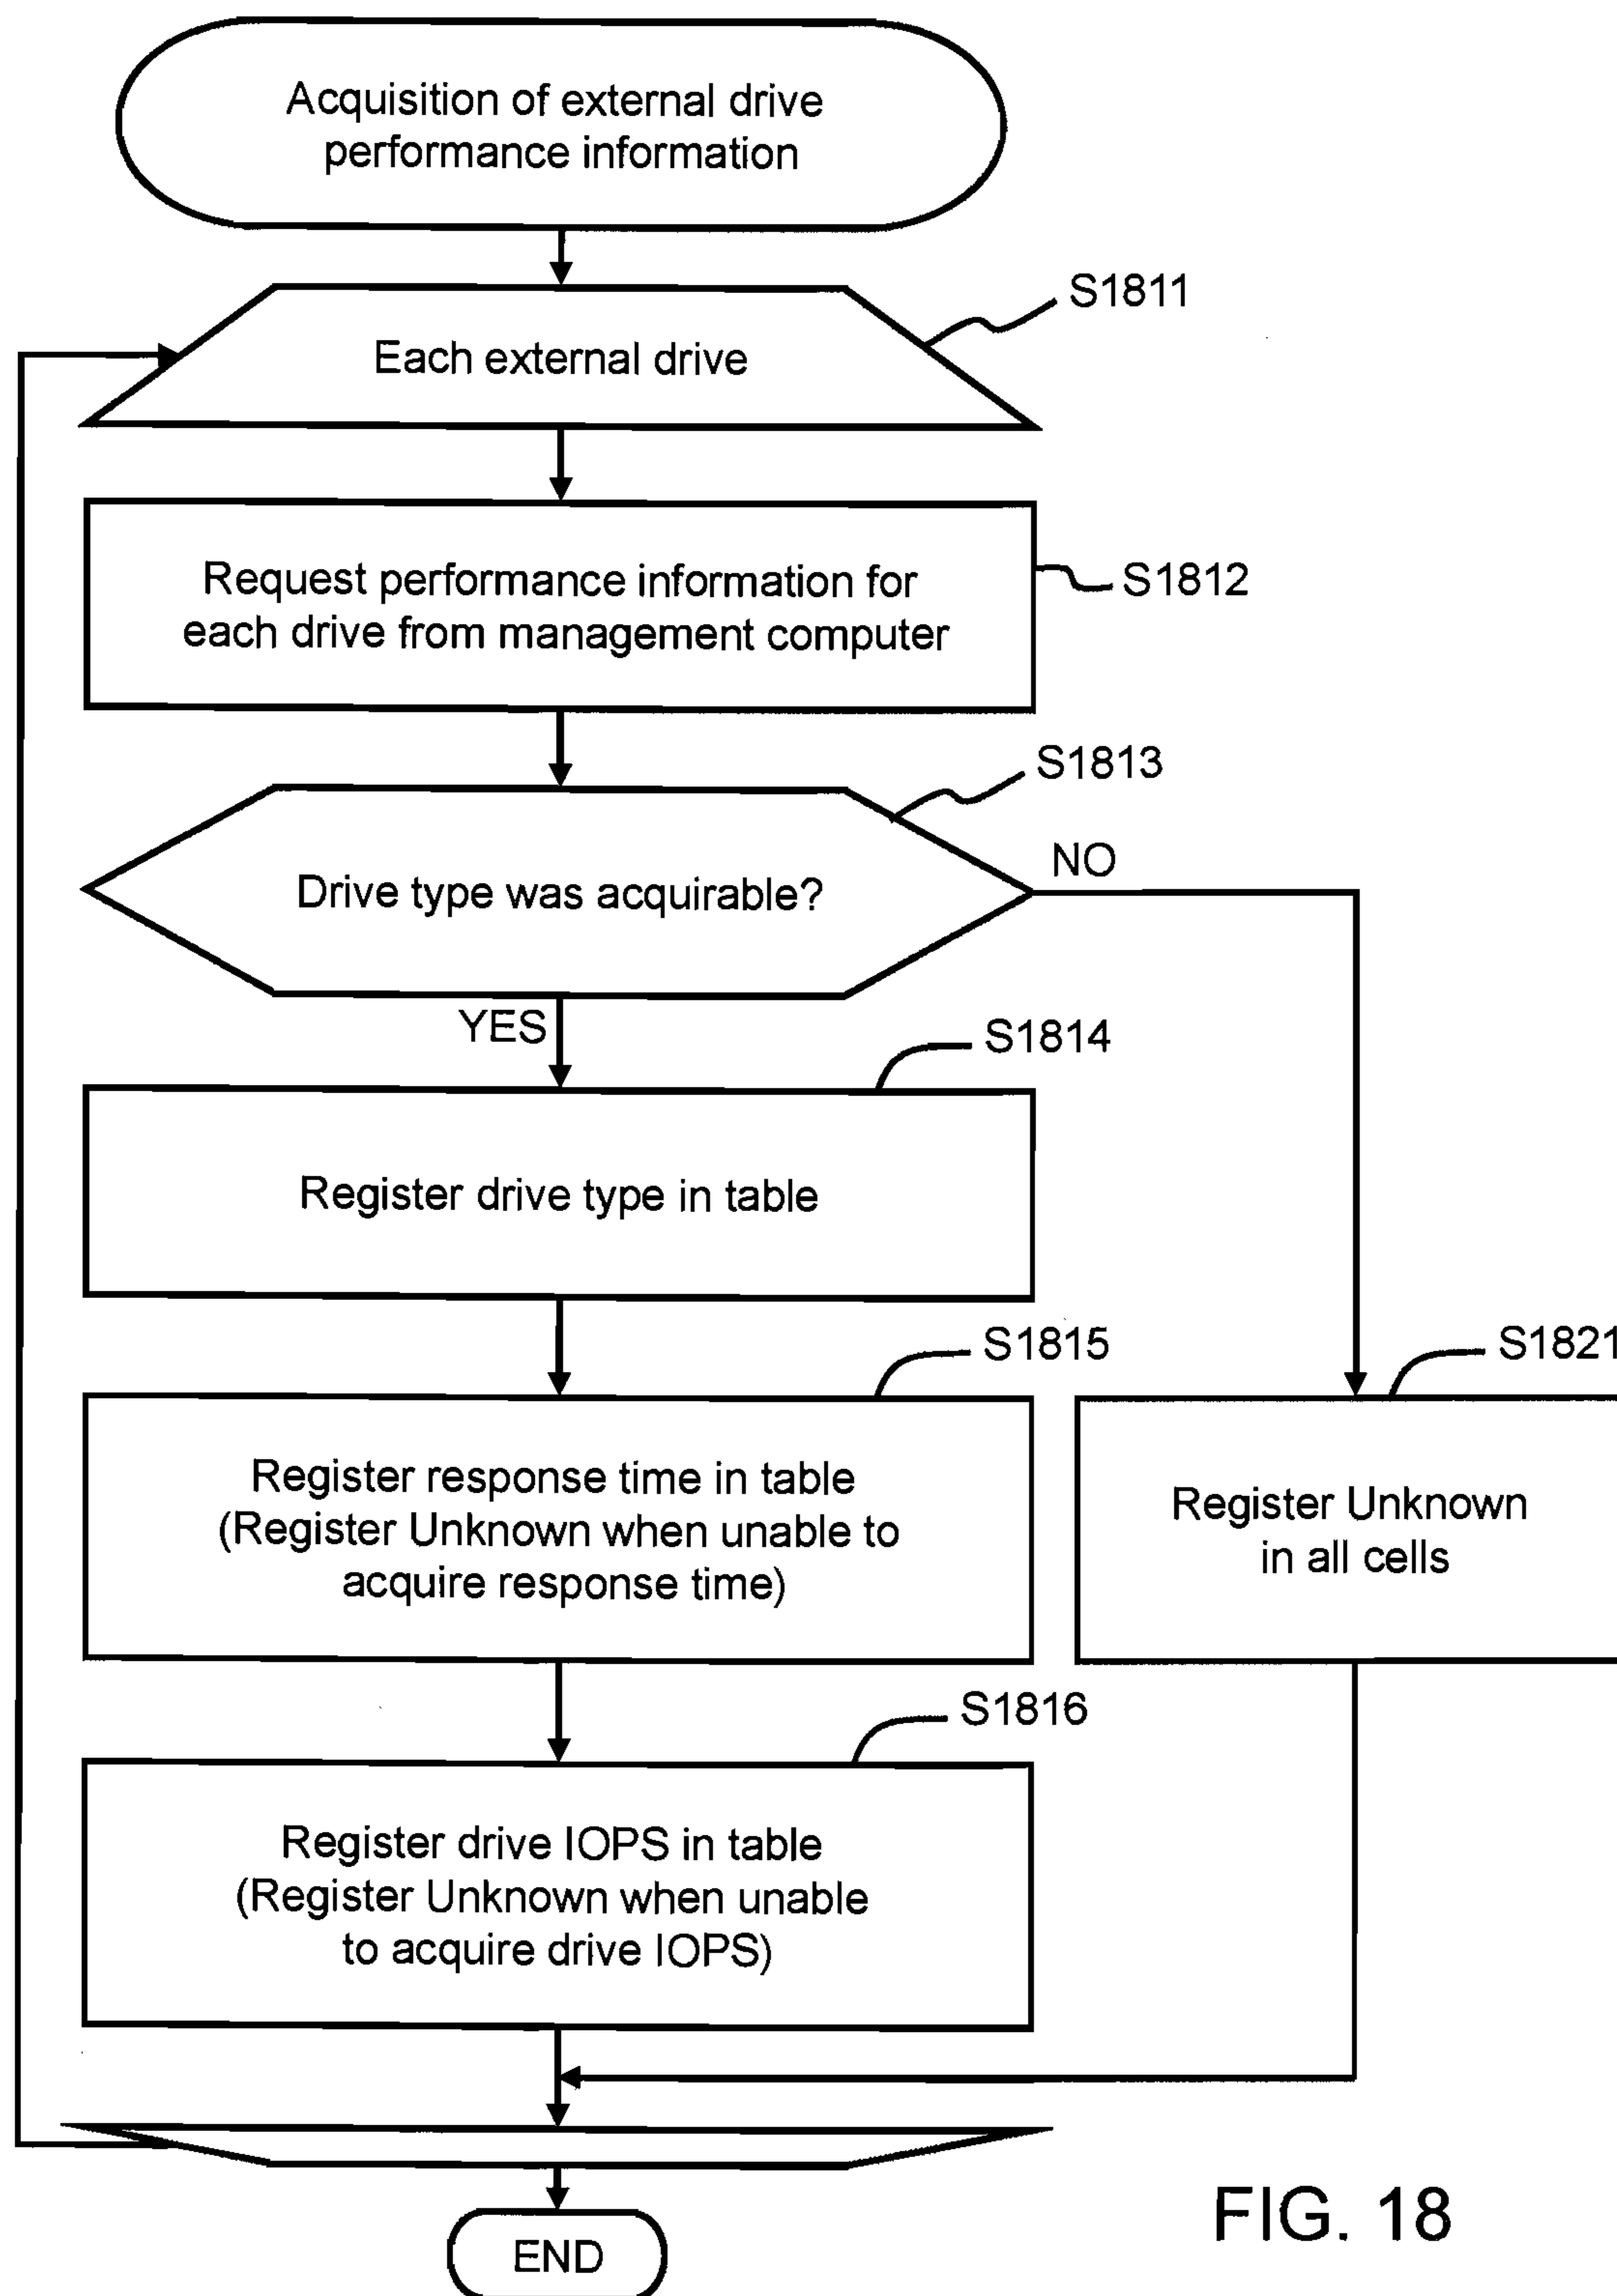 Acquisition of external drive
performance information
S1811
Each external drive
Request performance information for
each drive from management computer
S1812
S1813
Drive type was acquirable?
NO
YES
S1814
Register drive type in table
S1815
S1821
Register response time in table
(Register Unknown when unable to
acquire response time)
Register Unknown
in all cells
S1816
Register drive IOPS in table
(Register Unknown when unable
to acquire drive IOPS)
END
FIG. 18